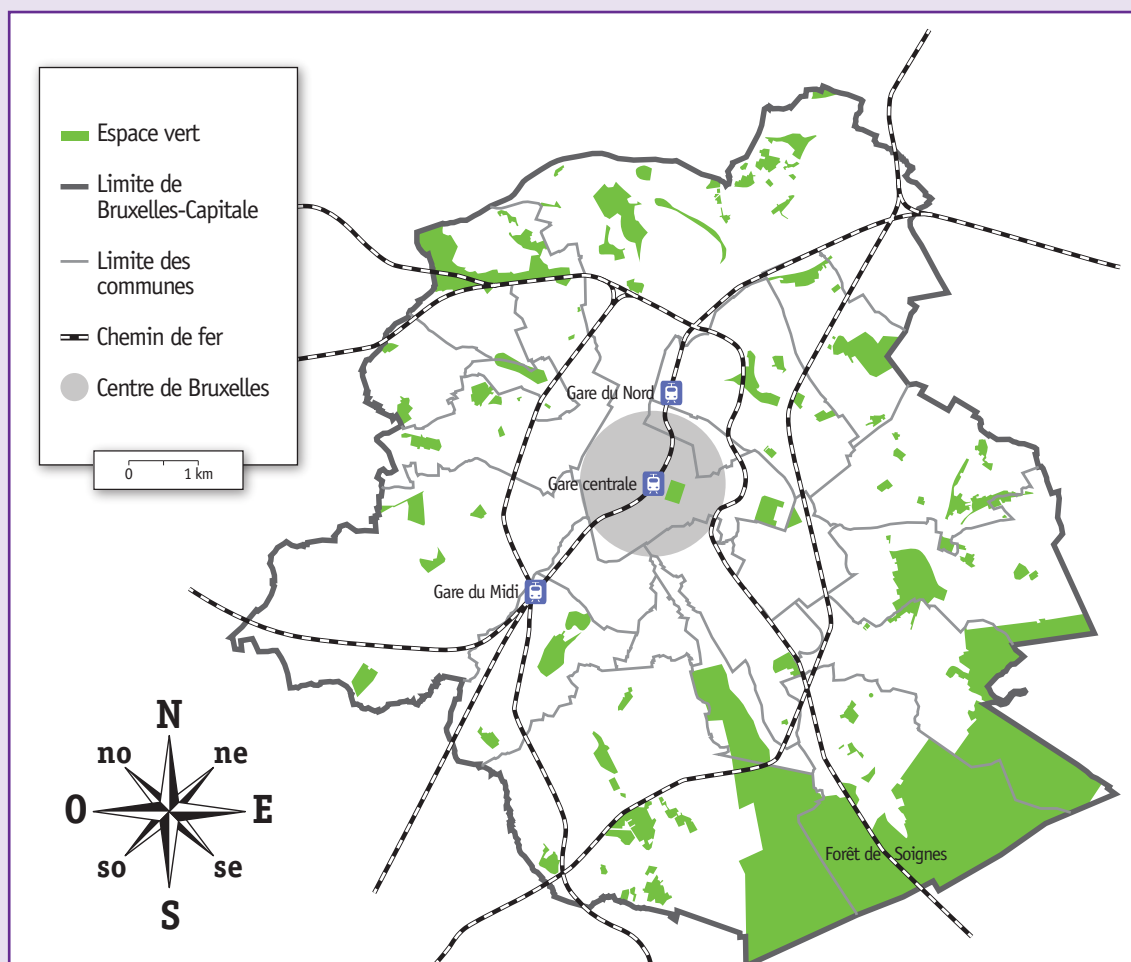 Espace vert
Limite de
Bruxelles-Capitale
Limite des
communes
Chemin de fer
Centre de Bruxelles
0 1 km
Gare du Nord
Gare centrale
Gare du Midi
Forêt de Soignes
N
no ne
O E
so se
S